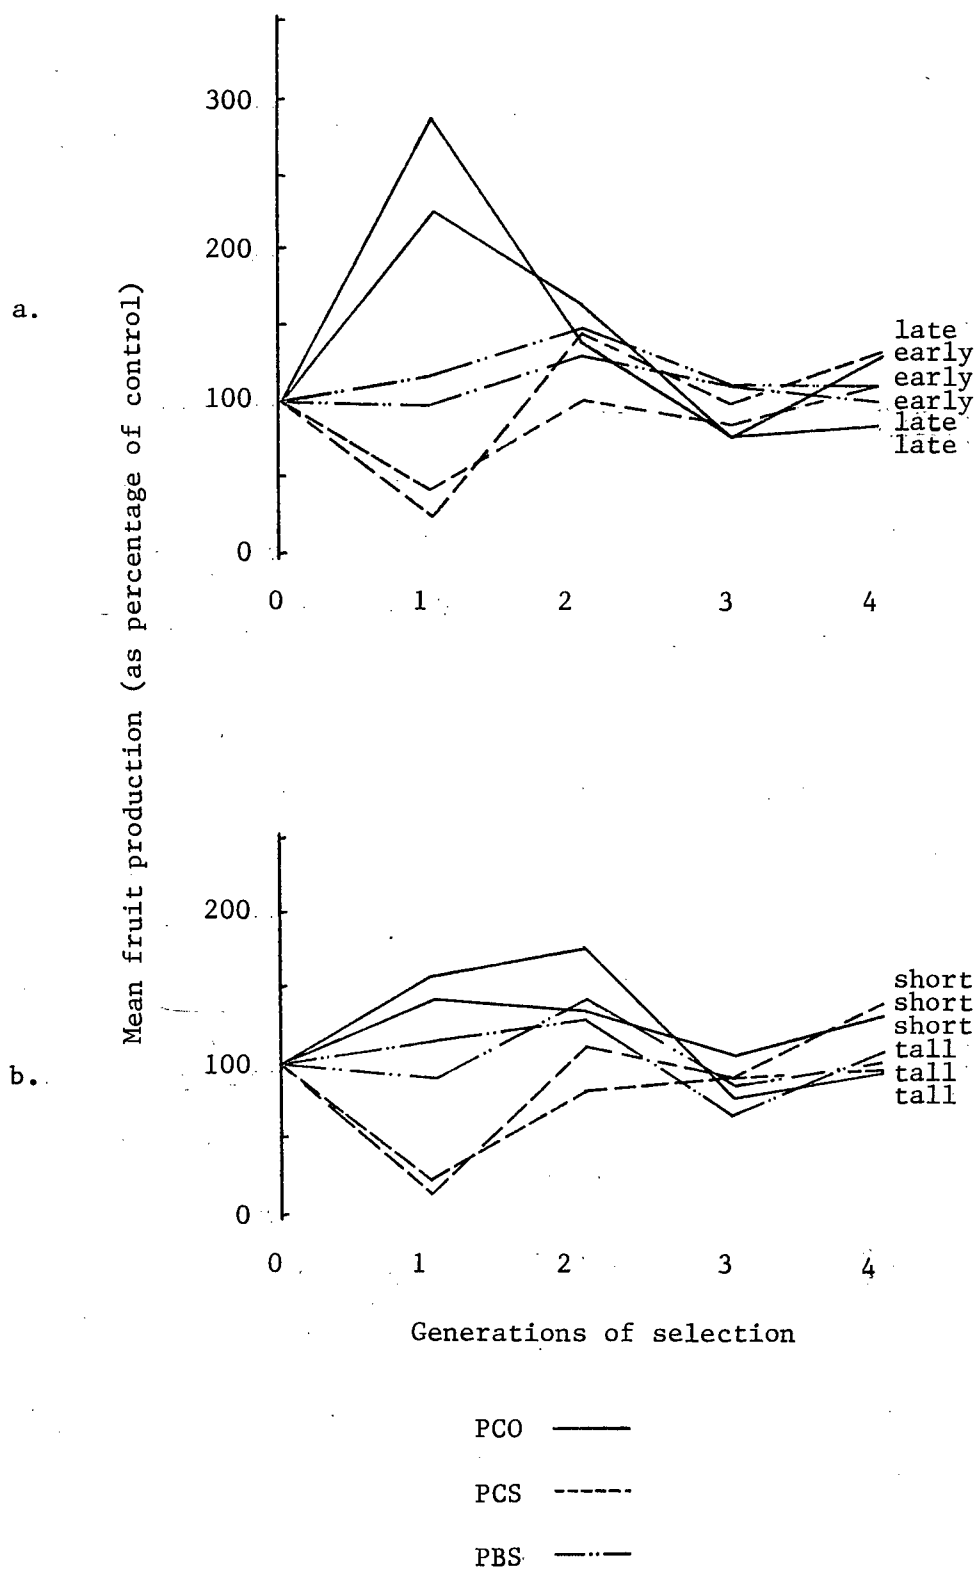 a.
Mean fruit production (as percentage of control)
300
200
100
0
0 1 2 3 4
late
early
early
early
late
late
b.
200
100
0
0 1 2 3 4
short
short
short
tall
tall
tall
Generations of selection
PCO
PCS
PBS